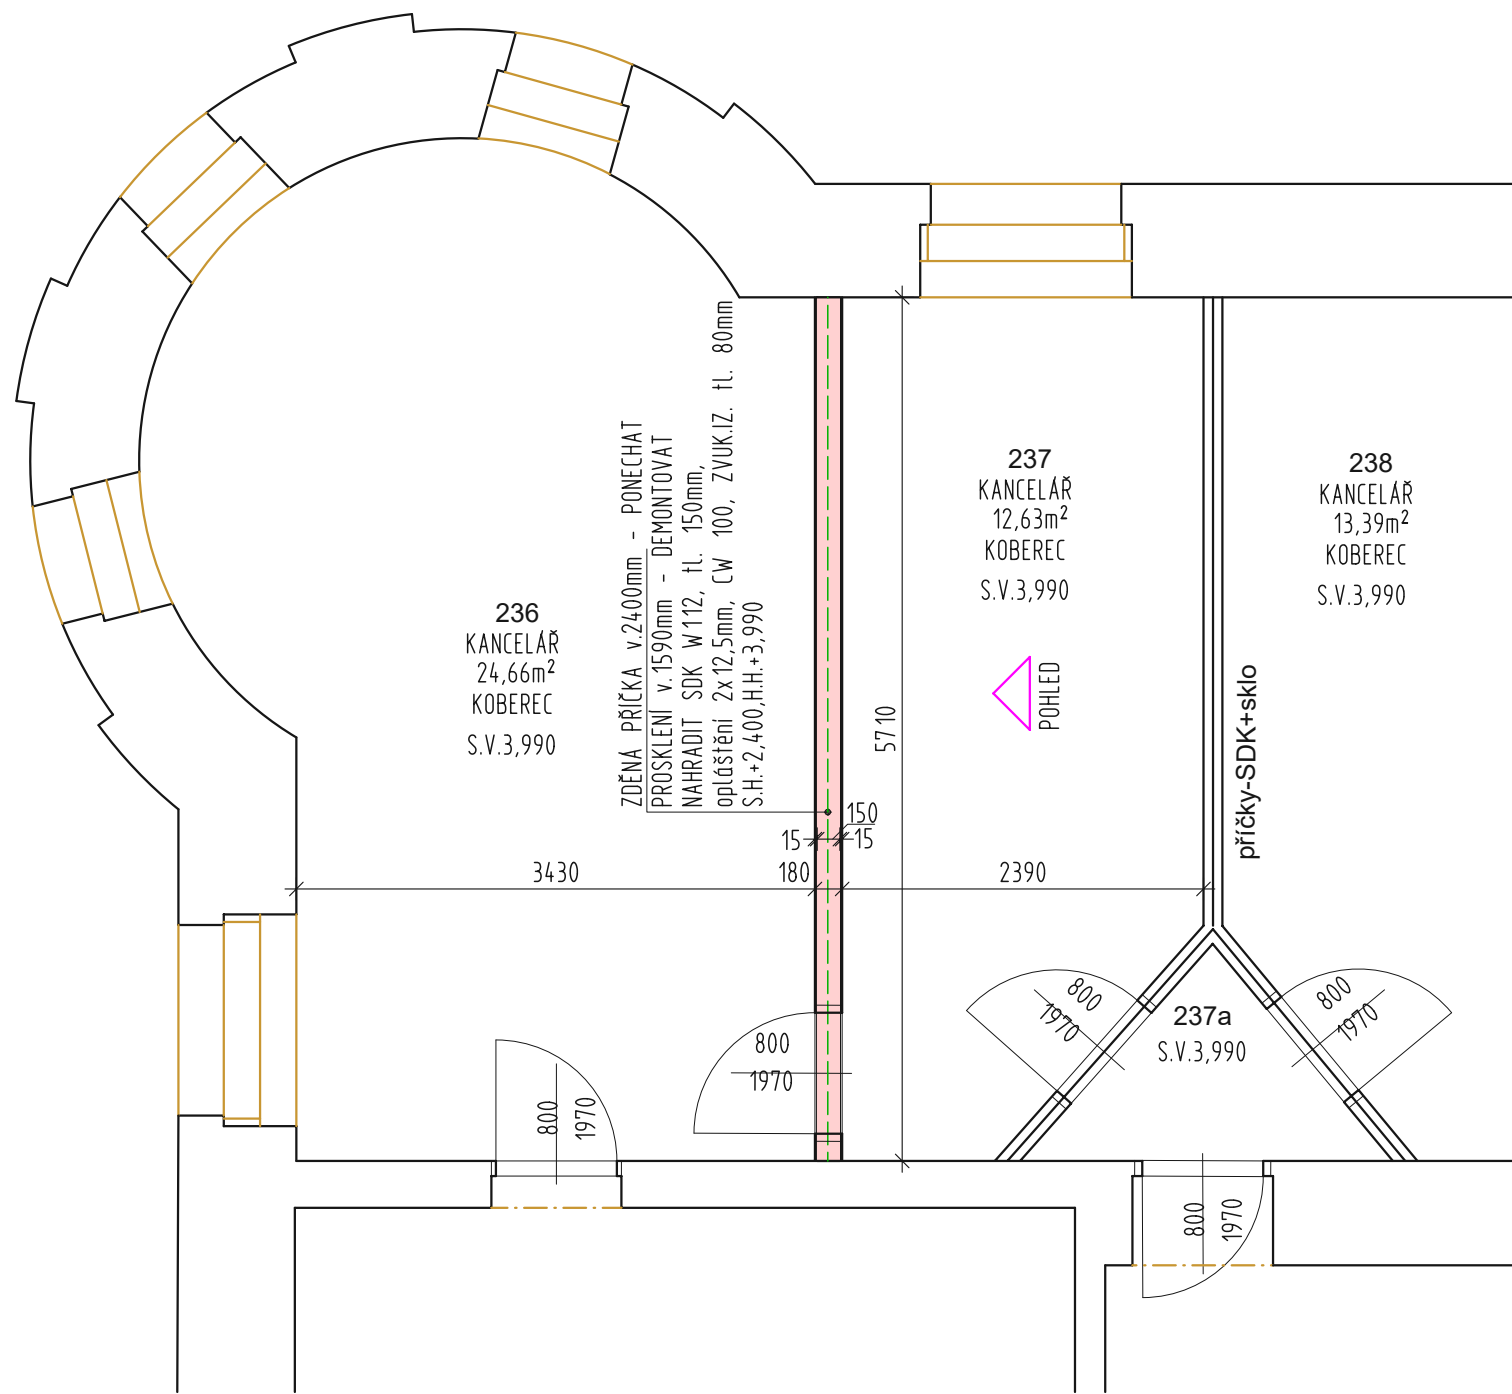 236
KANCELÁŘ
24,66m²
KOBEREC
S.V.3,990
ZDĚNÁ PŘÍČKA v.2400mm - PONECHAT
PROSKLENÍ v.1590mm - DEMONTOVAT
NAHRADIT SDK W112, tl. 150mm,
opláštění 2x12,5mm, CW 100, ZVUK.IZ. tl. 80mm
S.H.+2,400,H.H.+3,990
237
KANCELÁŘ
12,63m²
KOBEREC
S.V.3,990
POHLED
238
KANCELÁŘ
13,39m²
KOBEREC
S.V.3,990
příčky-SDK+sklo
5710
150
15
15
3430
180
2390
800
1970
800
1970
800
1970
237a
S.V.3,990
800
1970
800
1970